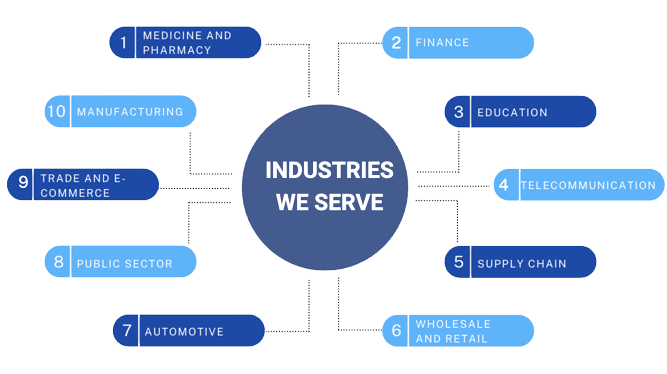 INDUSTRIES
WE SERVE
1 MEDICINE AND
PHARMACY
2 FINANCE
3 EDUCATION
4 TELECOMMUNICATION
5 SUPPLY CHAIN
6 WHOLESALE
AND RETAIL
7 AUTOMOTIVE
8 PUBLIC SECTOR
9 TRADE AND E-
COMMERCE
10 MANUFACTURING